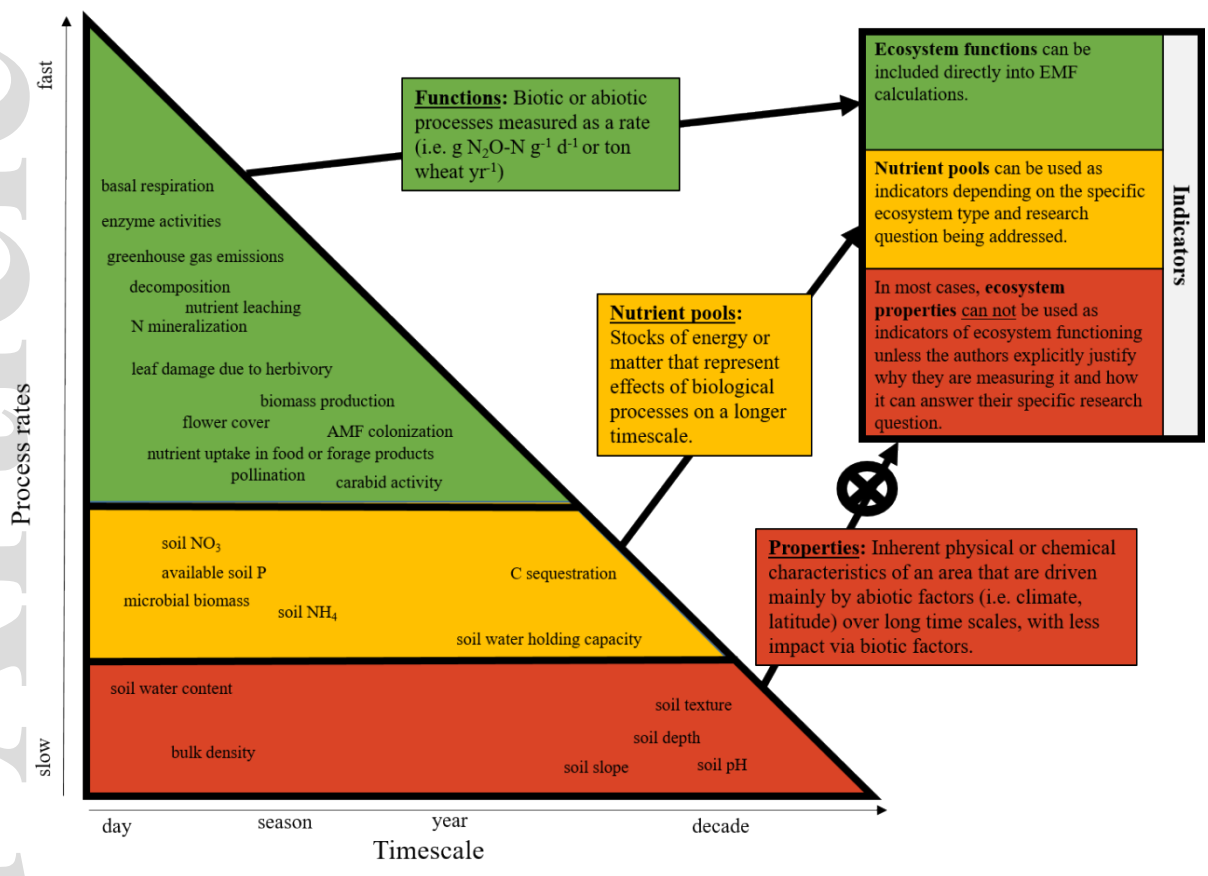 fast
Process rates
slow
basal respiration
enzyme activities
greenhouse gas emissions
decomposition
nutrient leaching
N mineralization
leaf damage due to herbivory
biomass production
flower cover
AMF colonization
nutrient uptake in food or forage products
pollination
carabid activity
soil NO₃
available soil P
C sequestration
microbial biomass
soil NH₄
soil water holding capacity
soil water content
soil texture
soil depth
bulk density
soil slope
soil pH
day
season
year
decade
Timescale
Functions: Biotic or abiotic
processes measured as a rate
(i.e. g N₂O-N g⁻¹ d⁻¹ or ton
wheat yr⁻¹)
Nutrient pools:
Stocks of energy or
matter that represent
effects of biological
processes on a longer
timescale.
Properties: Inherent physical or chemical
characteristics of an area that are driven
mainly by abiotic factors (i.e. climate,
latitude) over long time scales, with less
impact via biotic factors.
Ecosystem functions can be
included directly into EMF
calculations.
Nutrient pools can be used as
indicators depending on the specific
ecosystem type and research
question being addressed.
In most cases, ecosystem
properties can not be used as
indicators of ecosystem functioning
unless the authors explicitly justify
why they are measuring it and how
it can answer their specific research
question.
Indicators